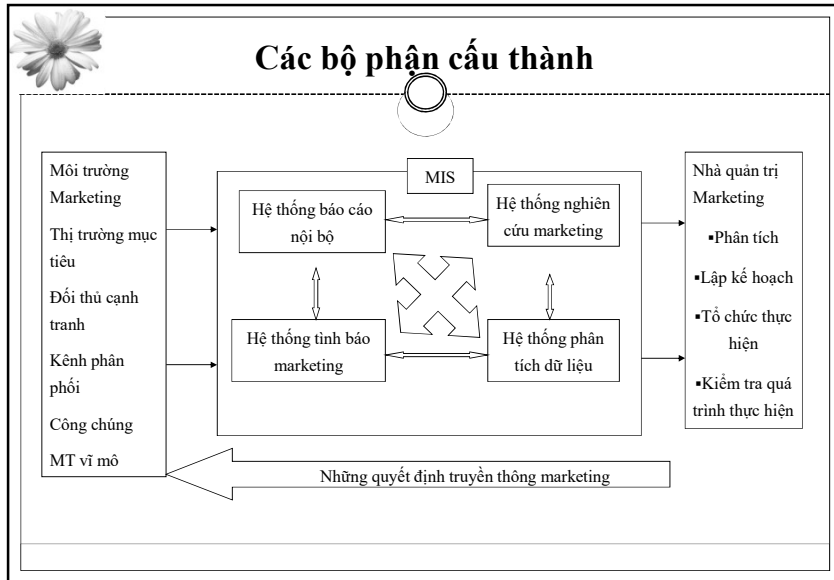 Các bộ phận cấu thành
Môi trường
Marketing
Thị trường mục
tiêu
Đối thủ cạnh
tranh
Kênh phân
phối
Công chúng
MT vĩ mô
MIS
Hệ thống báo cáo
nội bộ
Hệ thống nghiên
cứu marketing
Hệ thống tình báo
marketing
Hệ thống phân
tích dữ liệu
Nhà quản trị
Marketing
▪Phân tích
▪Lập kế hoạch
▪Tổ chức thực
hiện
▪Kiểm tra quá
trình thực hiện
Những quyết định truyền thông marketing